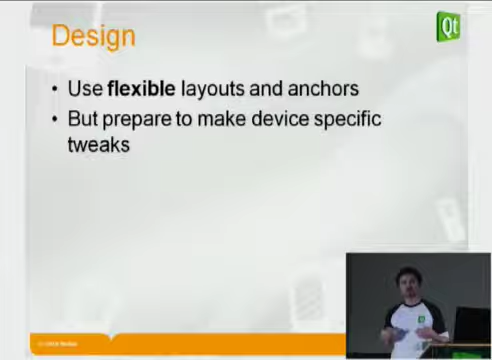 Design
Qt
• Use flexible layouts and anchors
• But prepare to make device specific
tweaks